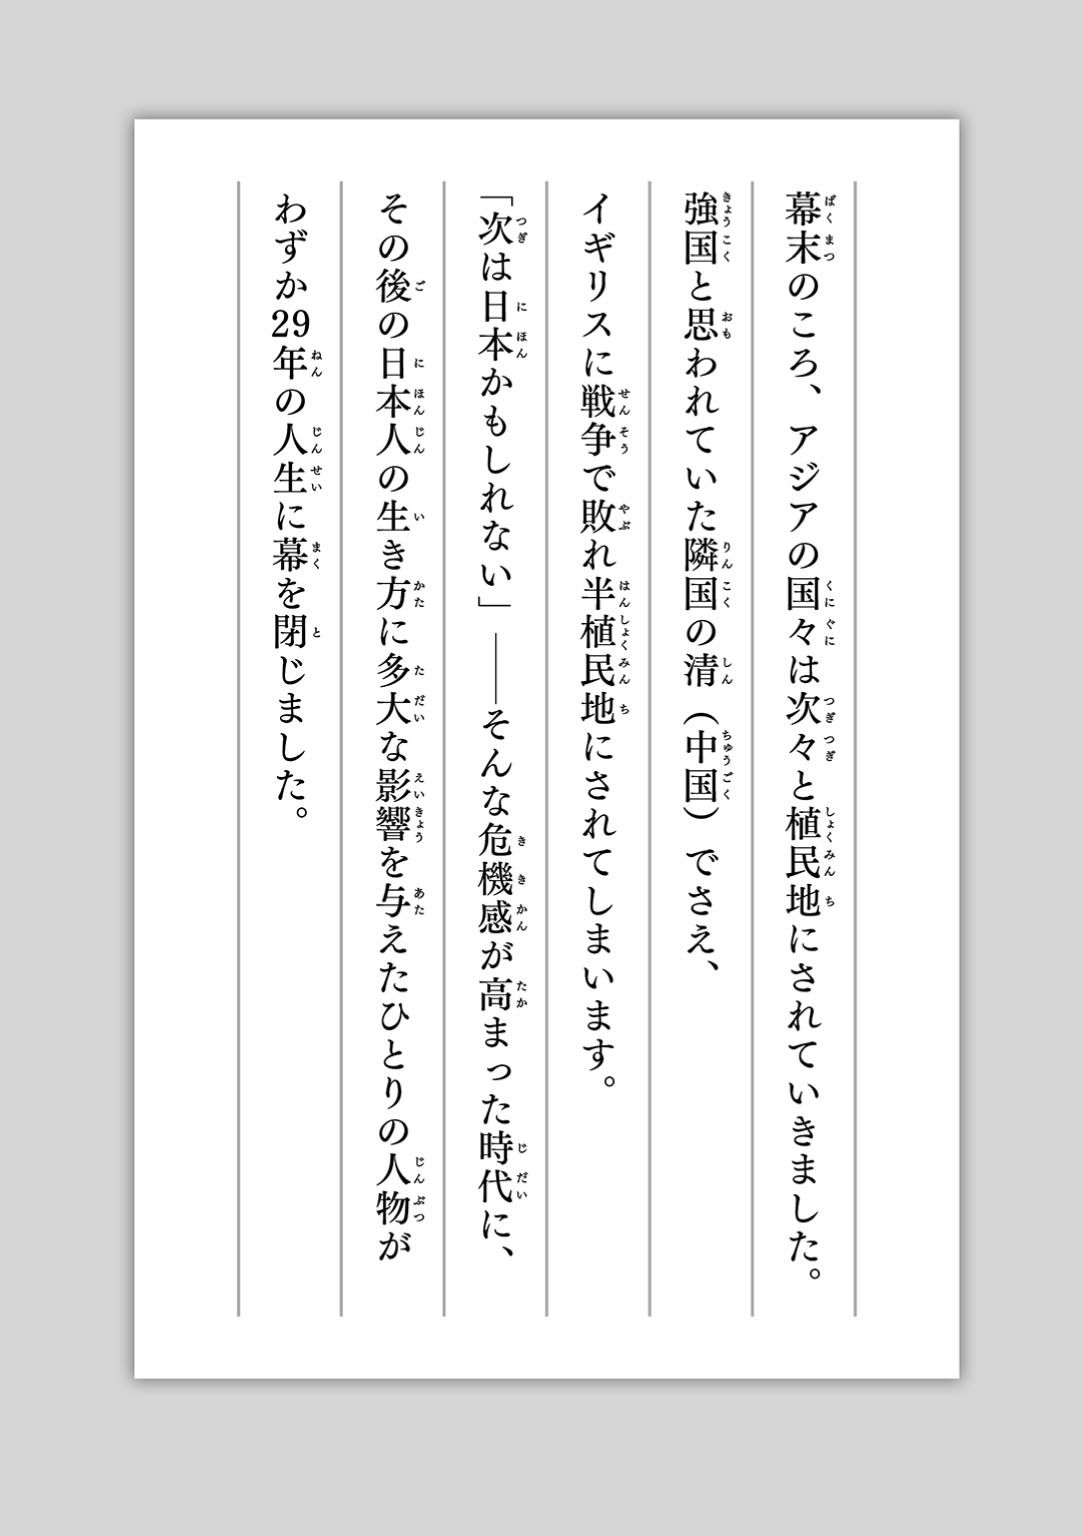 幕末のころ、アジアの国々は次々と植民地にされていきました。
強国と思われていた隣国の清（中国）でさえ、
イギリスに戦争で敗れ半植民地にされてしまいます。
「次は日本かもしれない」――そんな危機感が高まった時代に、
その後の日本人の生き方に多大な影響を与えたひとりの人物が
わずか29年の人生に幕を閉じました。